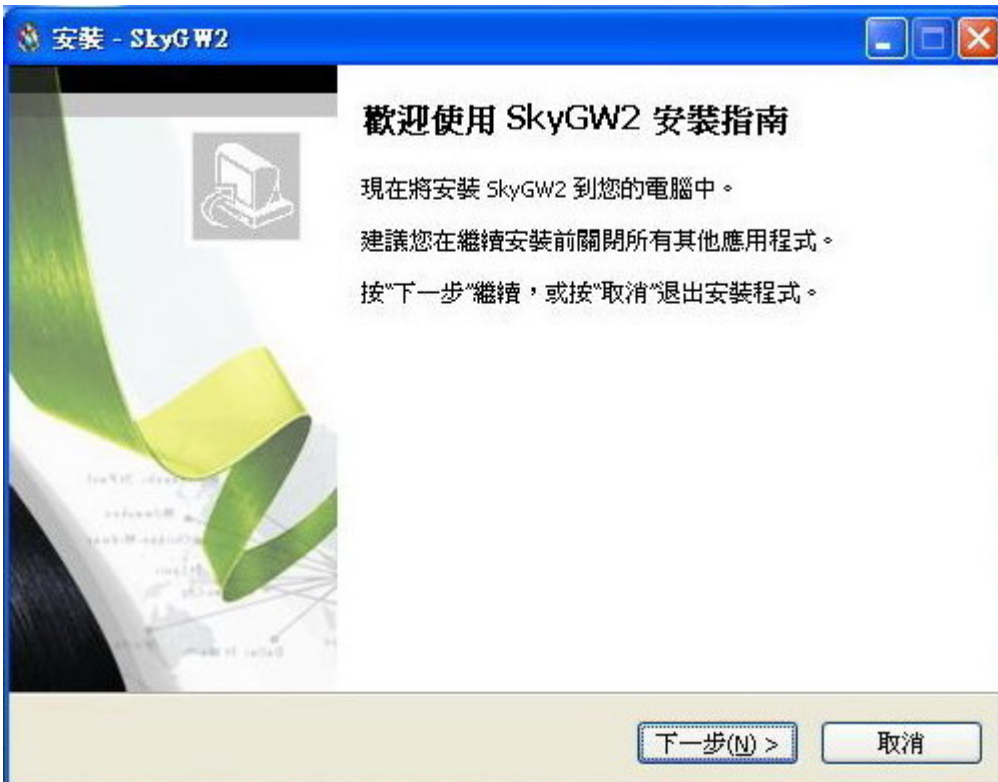 安裝 - SkyGW2
歡迎使用 SkyGW2 安裝指南
現在將安裝 SkyGW2 到您的電腦中。
建議您在繼續安裝前關閉所有其他應用程式。
按"下一步"繼續，或按"取消"退出安裝程式。
下一步(N) >
取消